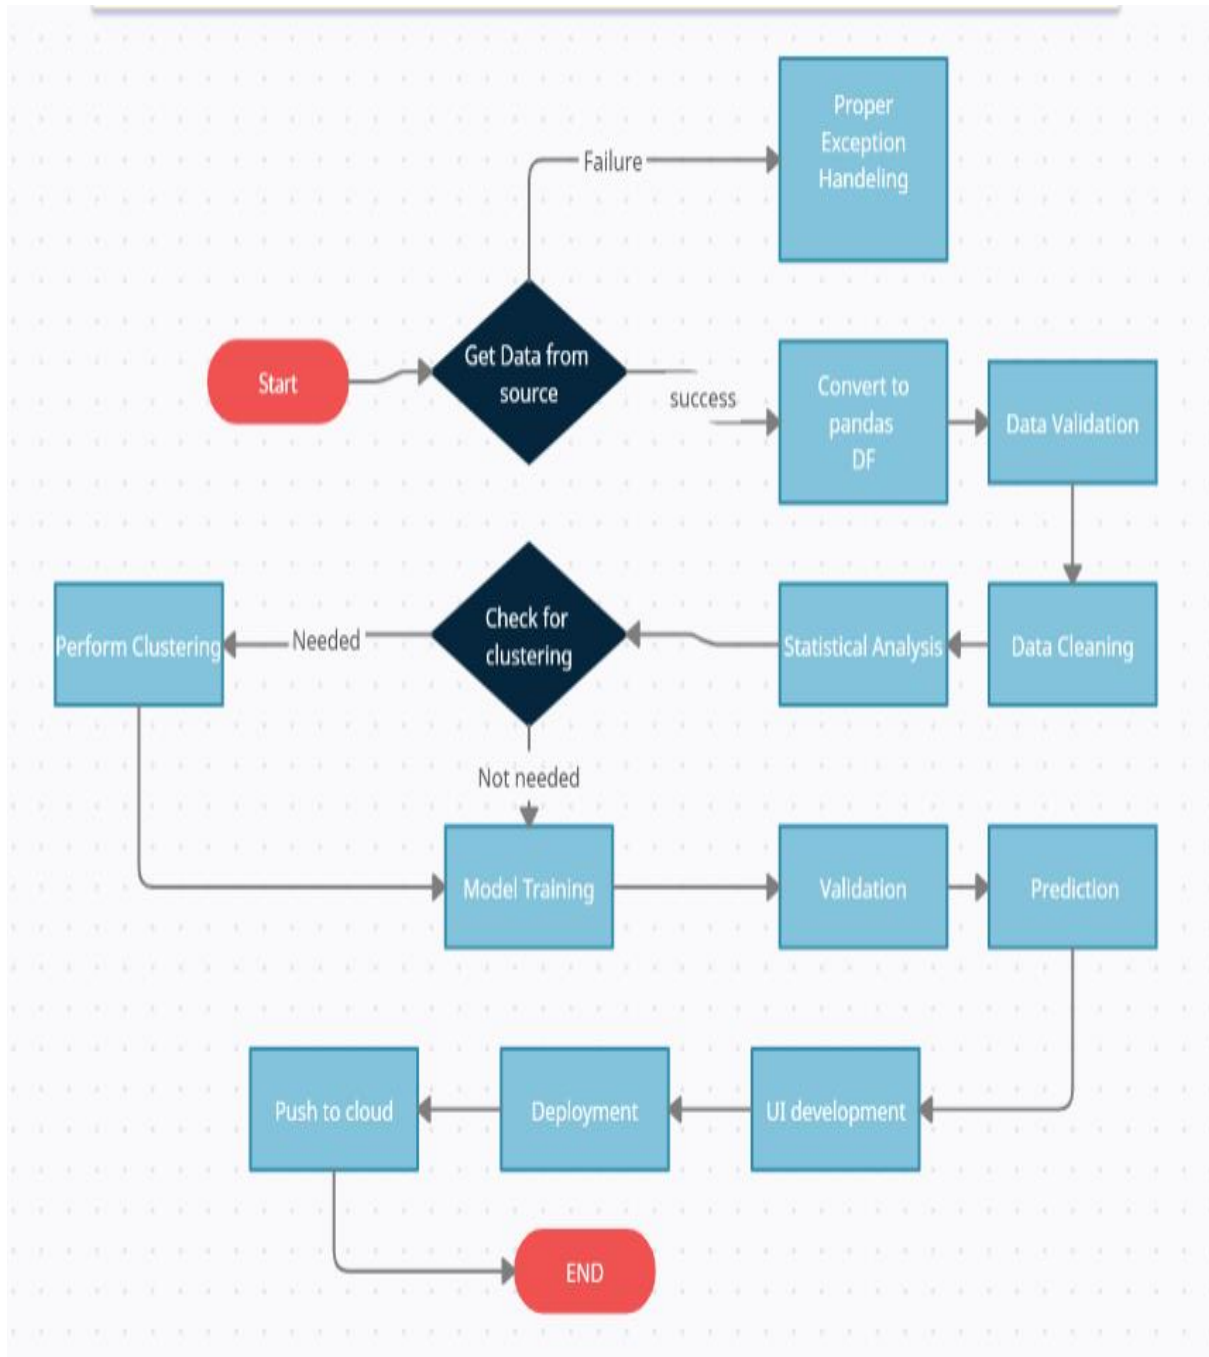 Proper
Exception
Handeling
Failure
Start
Get Data from
source
success
Convert to
pandas
DF
Data Validation
Perform Clustering
Needed
Check for
clustering
Statistical Analysis
Data Cleaning
Not needed
Model Training
Validation
Prediction
Push to cloud
Deployment
UI development
END